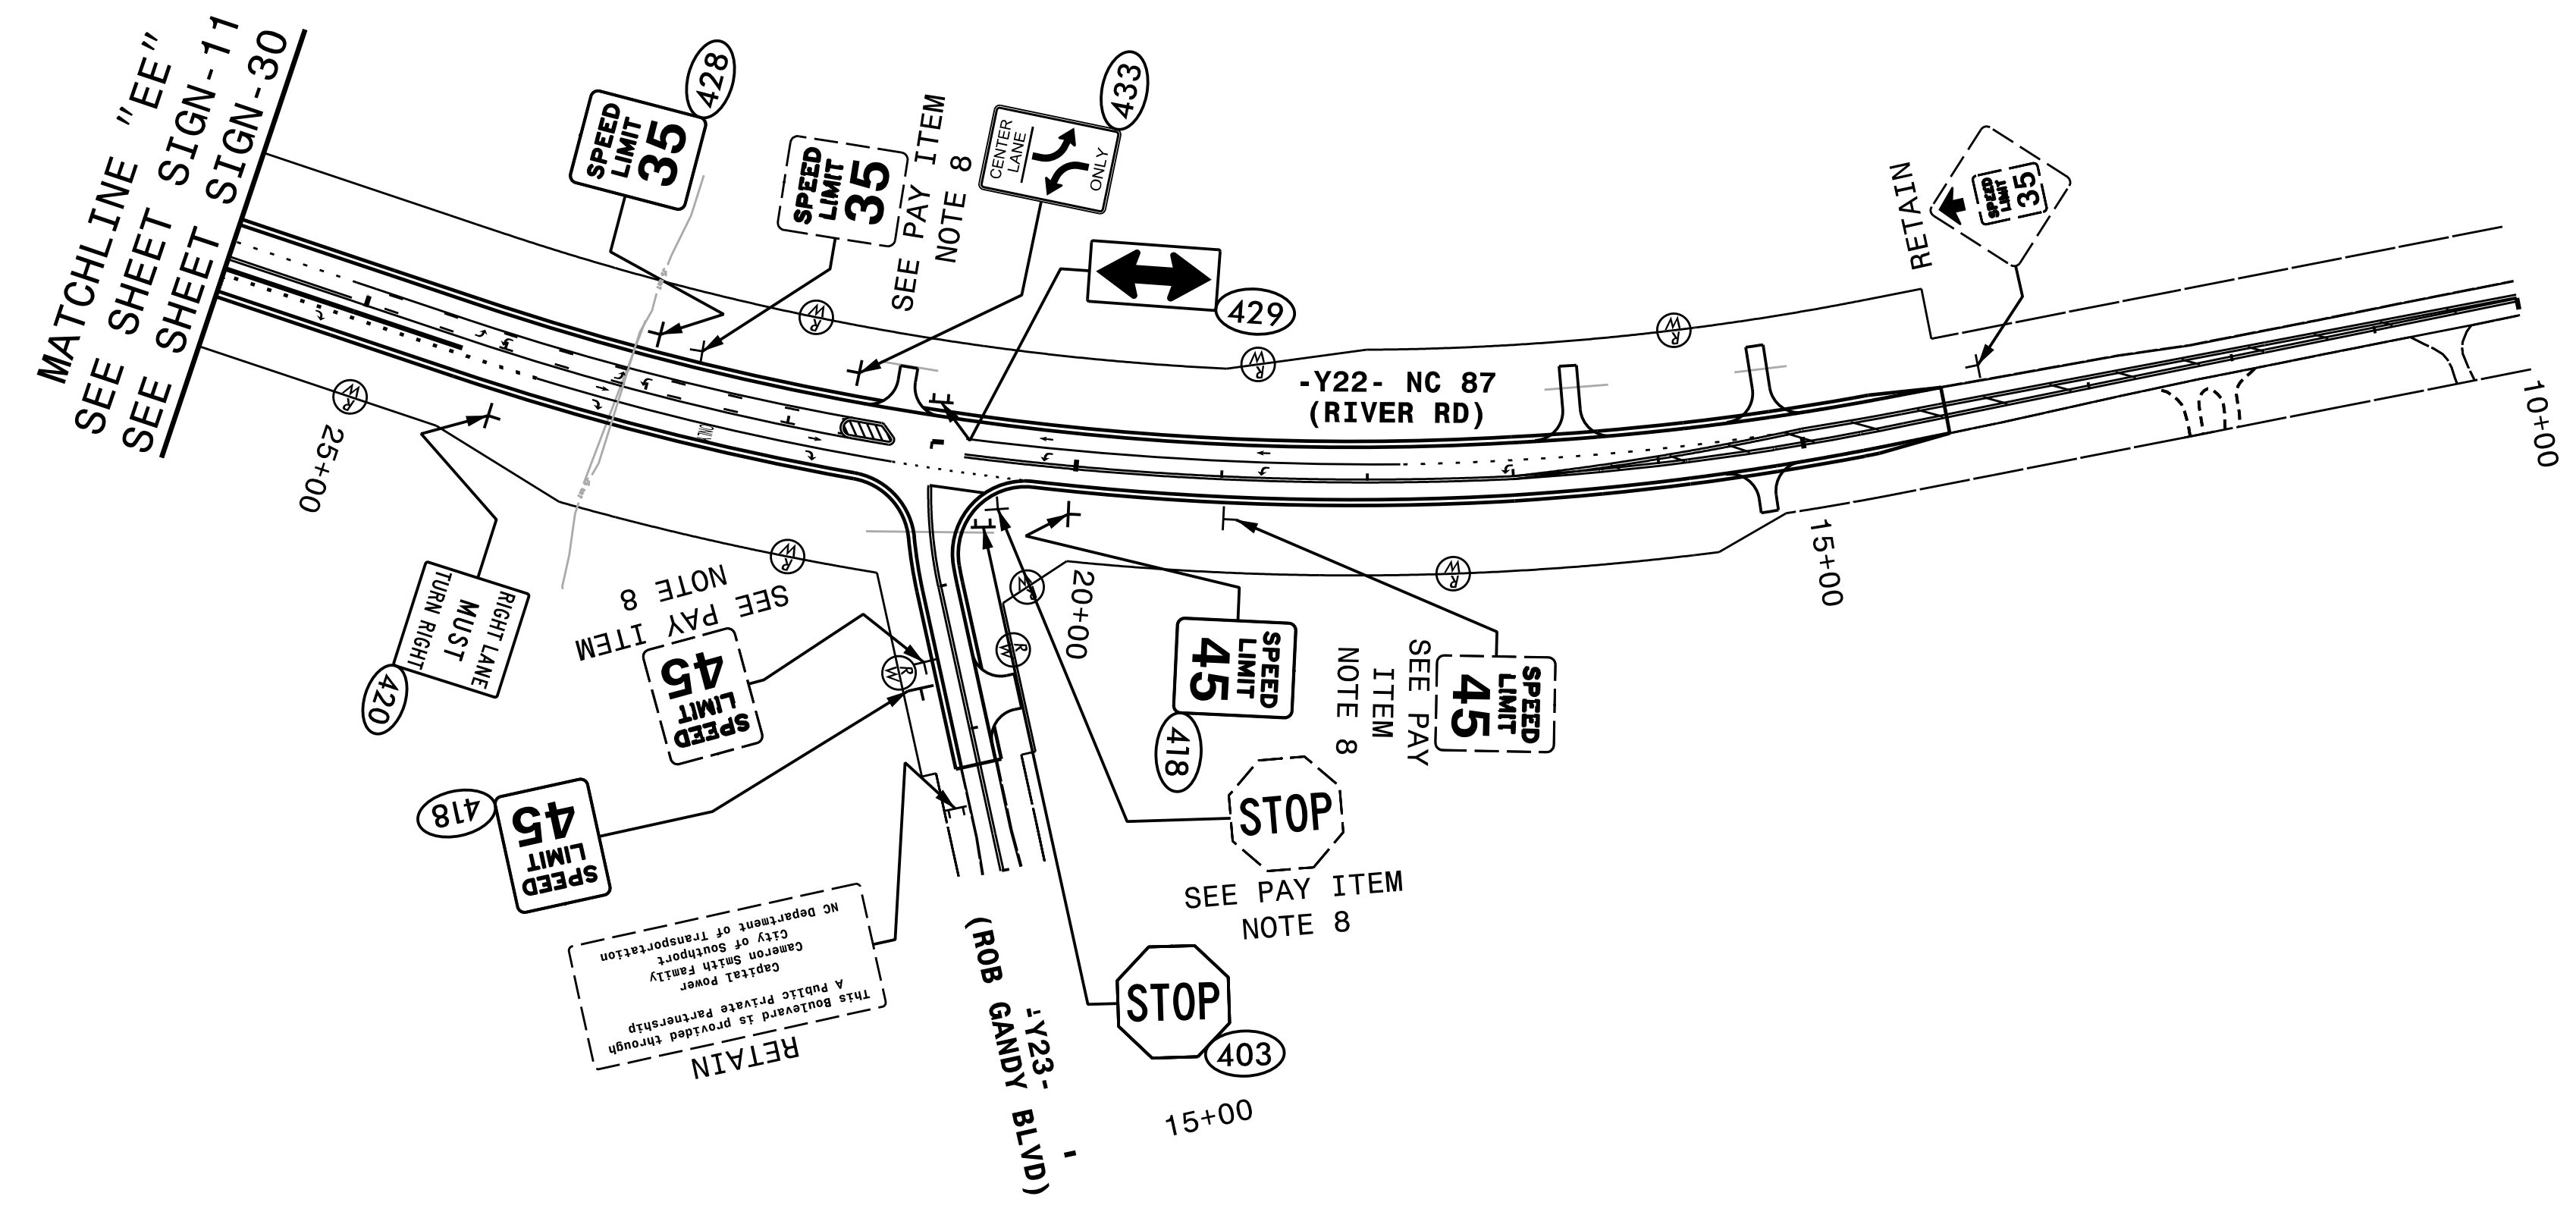 MATCHLINE "EE"
SEE SHEET SIGN-11
SEE SHEET SIGN-30
SPEED
LIMIT
35
428
SPEED
LIMIT
35
SEE PAY ITEM
NOTE 8
CENTER
LANE
ONLY
433
429
RETAIN
SPEED
LIMIT
35
-Y22- NC 87
(RIVER RD)
10+00
15+00
20+00
25+00
R
W
R
W
R
W
R
W
R
W
R
W
R
W
R
W
R
W
ONLY
RIGHT LANE
MUST
TURN RIGHT
420
SEE PAY ITEM
NOTE 8
SPEED
LIMIT
45
SPEED
LIMIT
45
418
SPEED
LIMIT
45
418
SEE PAY
ITEM
NOTE 8
SPEED
LIMIT
45
STOP
SEE PAY ITEM
NOTE 8
STOP
403
This Boulevard is provided through
A Public Private Partnership
Capital Power
Cameron Smith Family
City of Southport
NC Department of Transportation
RETAIN
-Y23-
(ROB GANDY BLVD)
15+00